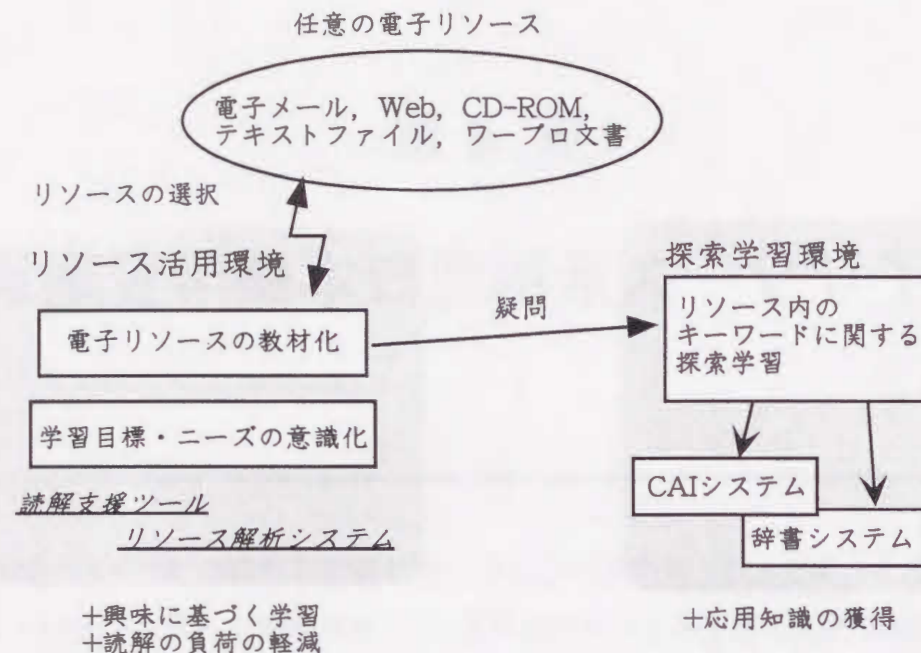 任意の電子リソース
電子メール, Web, CD-ROM,
テキストファイル, ワープロ文書
リソースの選択
リソース活用環境
電子リソースの教材化
学習目標・ニーズの意識化
読解支援ツール
リソース解析システム
+興味に基づく学習
+読解の負荷の軽減
疑問
探索学習環境
リソース内の
キーワードに関する
探索学習
CAIシステム
辞書システム
+応用知識の獲得